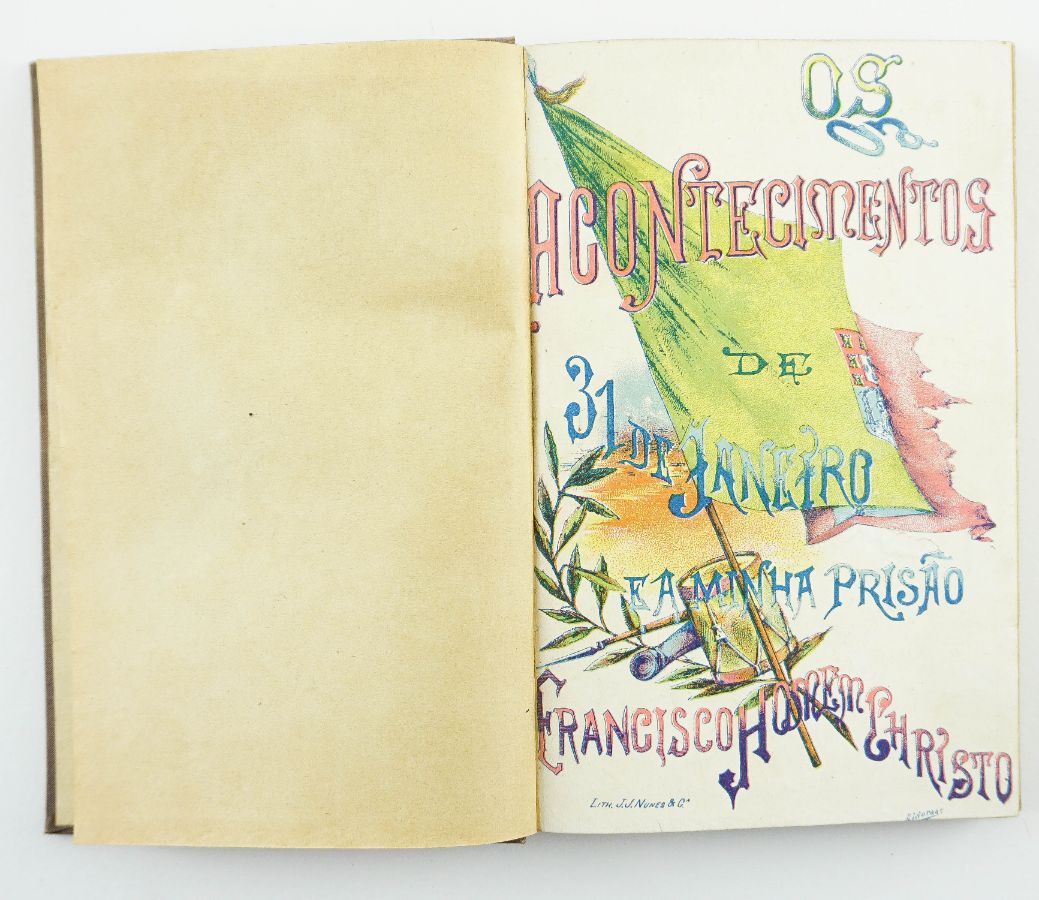 OS
ACONTECIMENTOS
DE
31 DE JANEIRO
E A MINHA PRISÃO
FRANCISCO HOMEM CHRISTO
LITH. J. J. NUNES & Cª